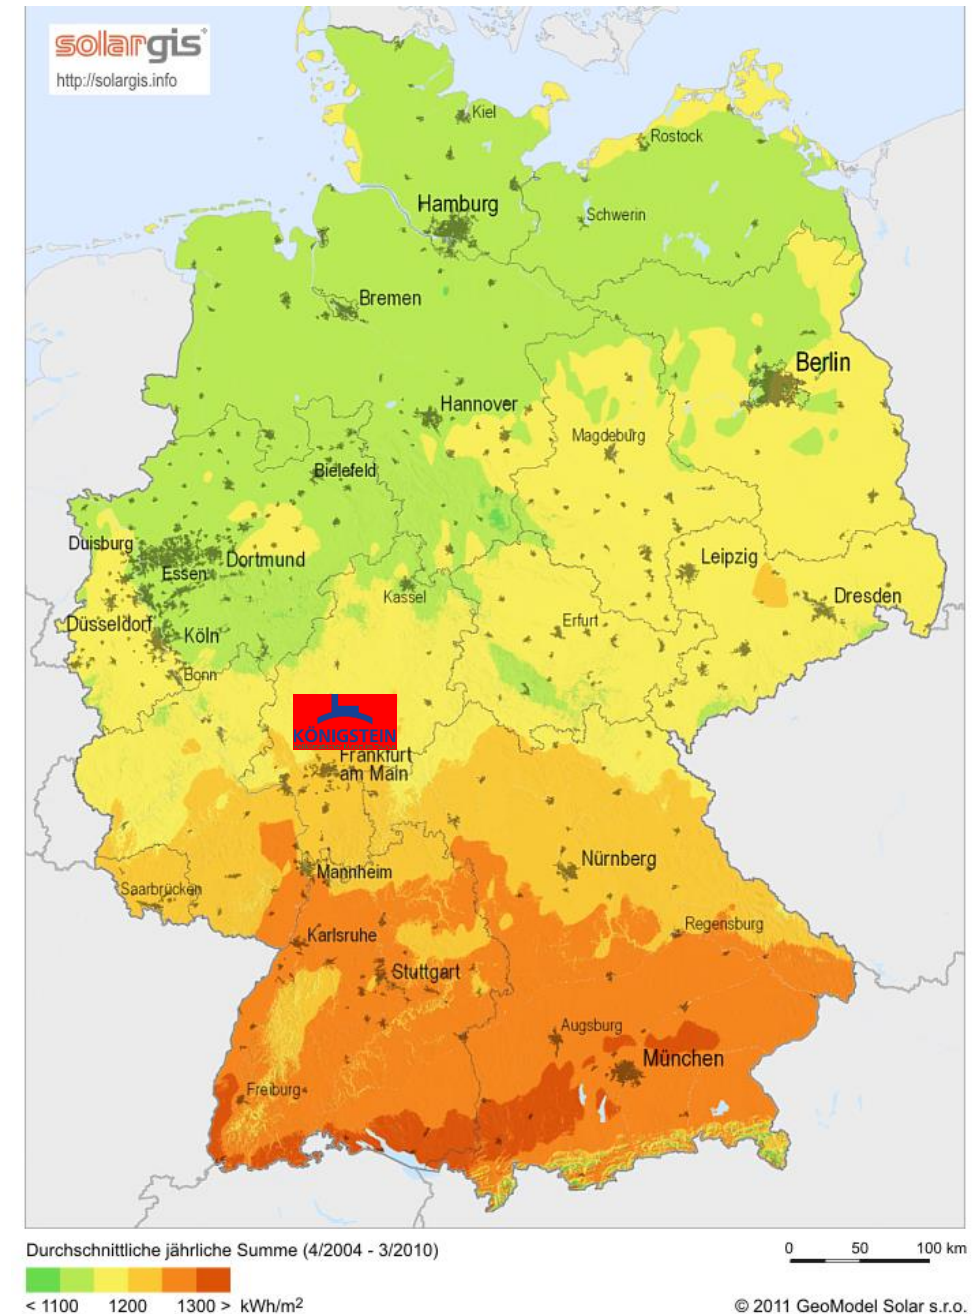 solargis
http://solargis.info
Kiel
Rostock
Hamburg
Schwerin
Bremen
Berlin
Hannover
Magdeburg
Bielefeld
Duisburg
Dortmund
Essen
Leipzig
Kassel
Dresden
Düsseldorf
Erfurt
Köln
Bonn
KÖNIGSTEIN
Frankfurt
am Main
Nürnberg
Mannheim
Saarbrücken
Regensburg
Karlsruhe
Stuttgart
Augsburg
München
Freiburg
Durchschnittliche jährliche Summe (4/2004 - 3/2010)
0 50 100 km
< 1100 1200 1300 > kWh/m²
© 2011 GeoModel Solar s.r.o.